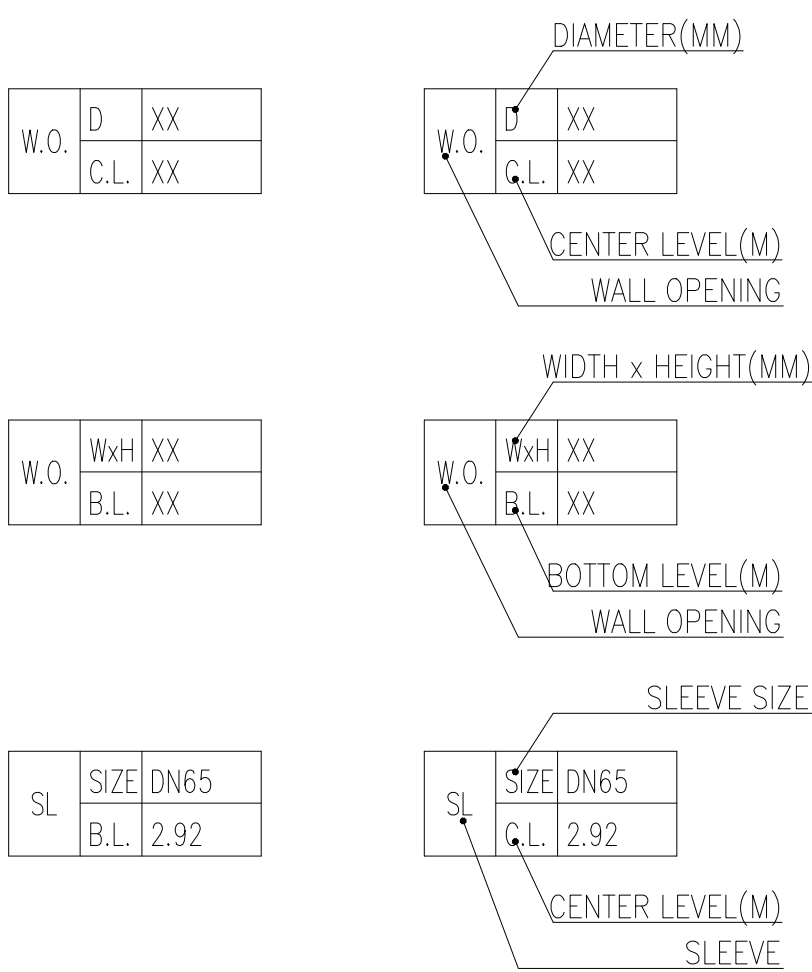 DIAMETER(MM)
W.O. D XX
C.L. XX
W.O. D XX
C.L. XX
CENTER LEVEL(M)
WALL OPENING
WIDTH x HEIGHT(MM)
W.O. WxH XX
B.L. XX
W.O. WxH XX
B.L. XX
BOTTOM LEVEL(M)
WALL OPENING
SLEEVE SIZE
SL SIZE DN65
B.L. 2.92
SL SIZE DN65
C.L. 2.92
CENTER LEVEL(M)
SLEEVE